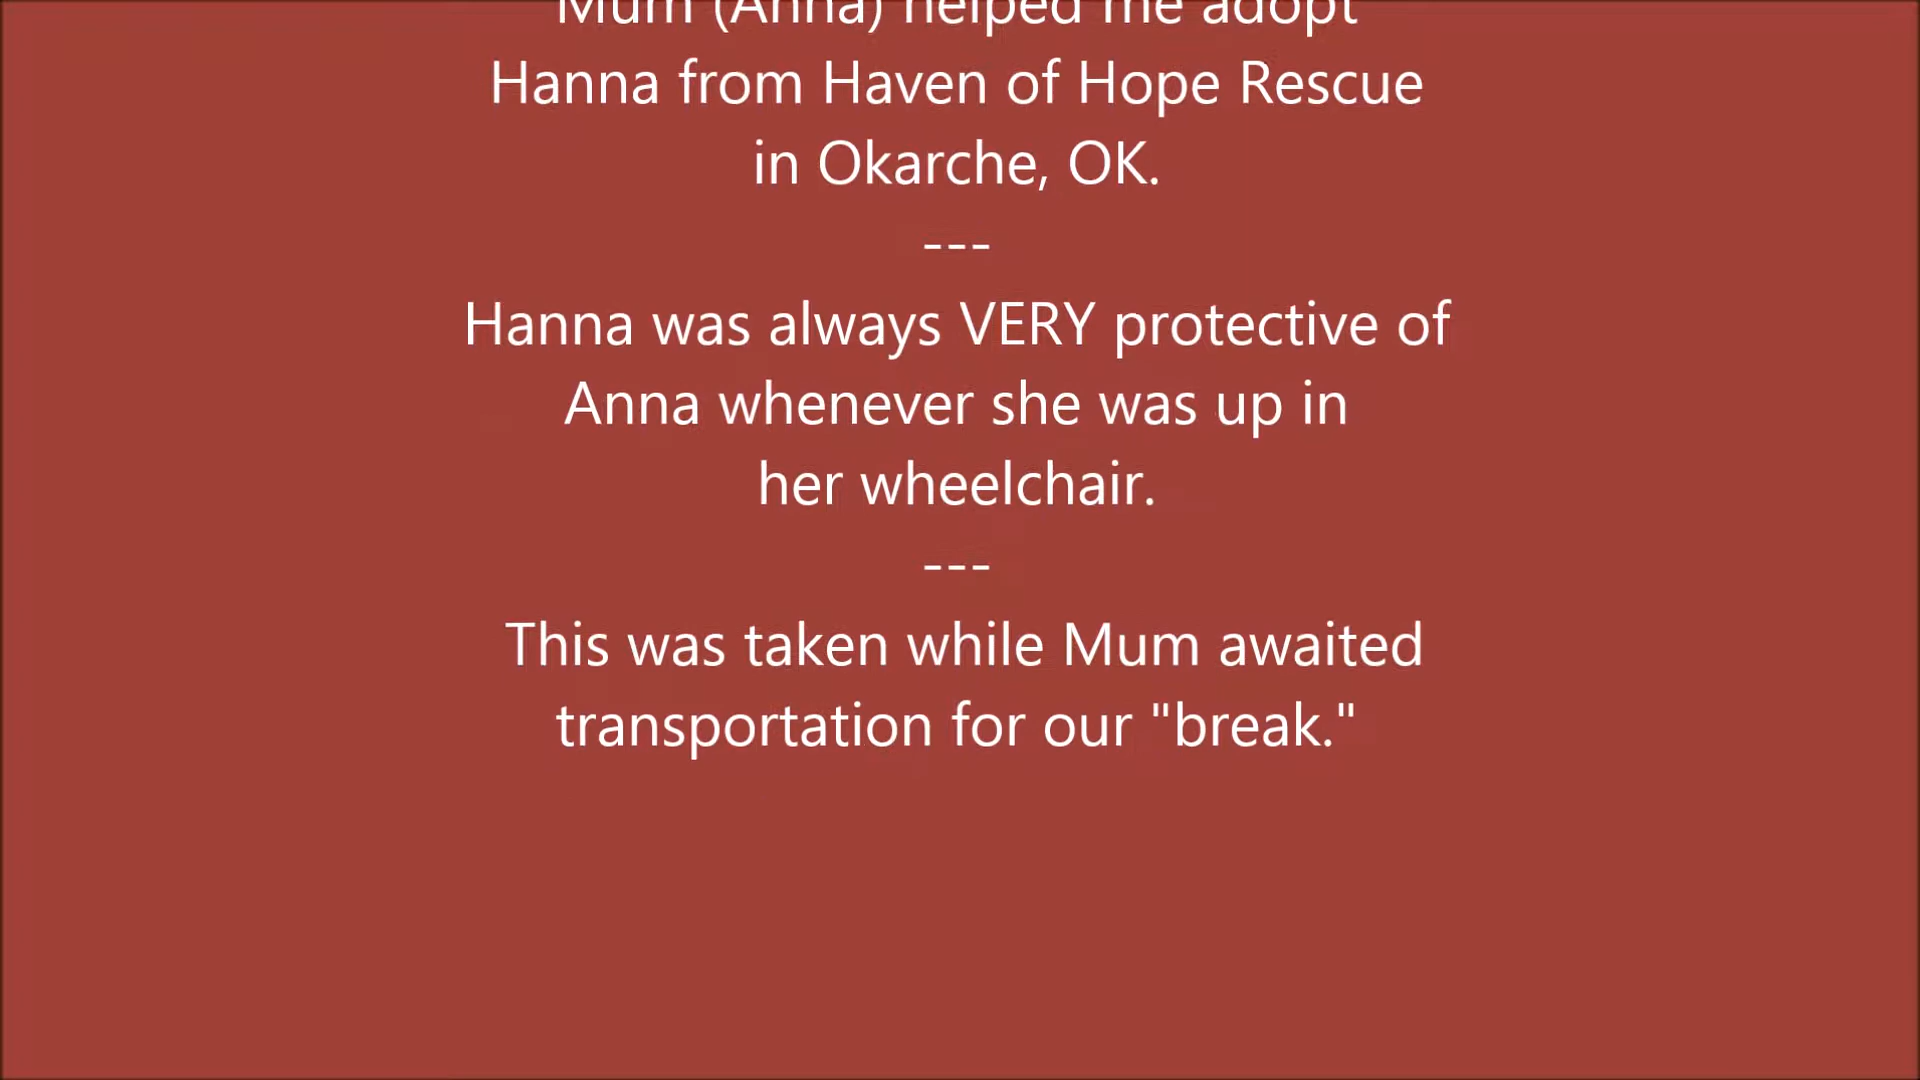 Mum (Anna) helped me adopt
Hanna from Haven of Hope Rescue
in Okarche, OK.
---
Hanna was always VERY protective of
Anna whenever she was up in
her wheelchair.
---
This was taken while Mum awaited
transportation for our "break."